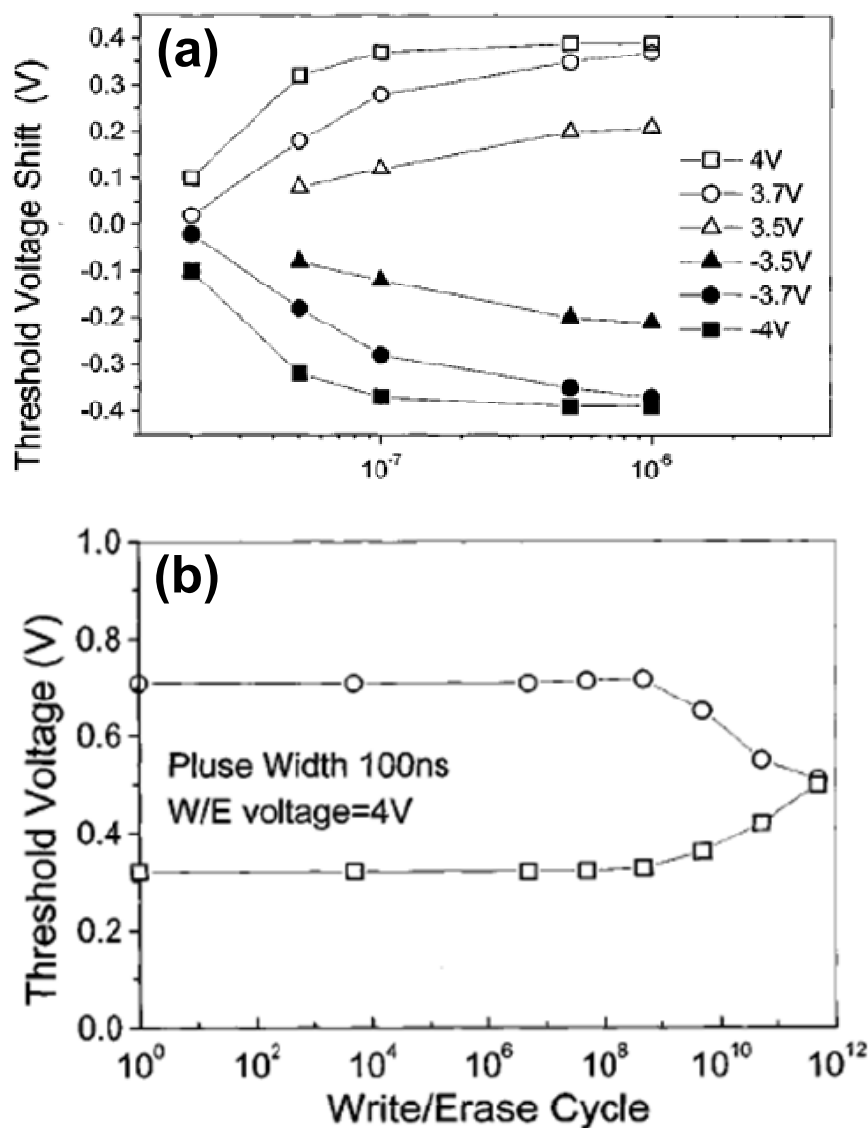 (a)
Threshold Voltage Shift (V)
0.4
0.3
0.2
0.1
0.0
-0.1
-0.2
-0.3
-0.4
4V
3.7V
3.5V
-3.5V
-3.7V
-4V
10⁻⁷
10⁻⁶
(b)
Threshold Voltage (V)
1.0
0.8
0.6
0.4
0.2
0.0
Pluse Width 100ns
W/E voltage=4V
10⁰
10²
10⁴
10⁶
10⁸
10¹⁰
10¹²
Write/Erase Cycle